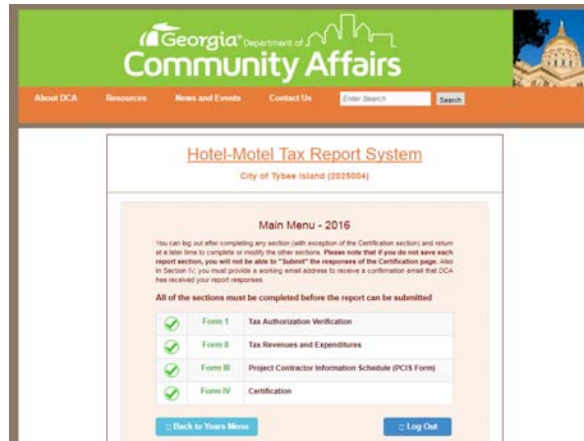 Georgia® Department of
Community Affairs
About DCA Resources News and Events Contact Us Enter Search Search
Hotel-Motel Tax Report System
City of Tybee Island (2025004)
Main Menu - 2016
You can log out after completing any section (with exception of the Certification section) and return
at a later time to complete or modify the other sections. Please note that if you do not save each
report section, you will not be able to "Submit" the responses of the Certification page. Also
in Section IV, you must provide a working email address to receive a confirmation email that DCA
has received your report responses.
All of the sections must be completed before the report can be submitted
Form 1 Tax Authorization Verification
Form II Tax Revenues and Expenditures
Form III Project Contractor Information Schedule (PCIS Form)
Form IV Certification
:: Back to Years Menu :: Log Out